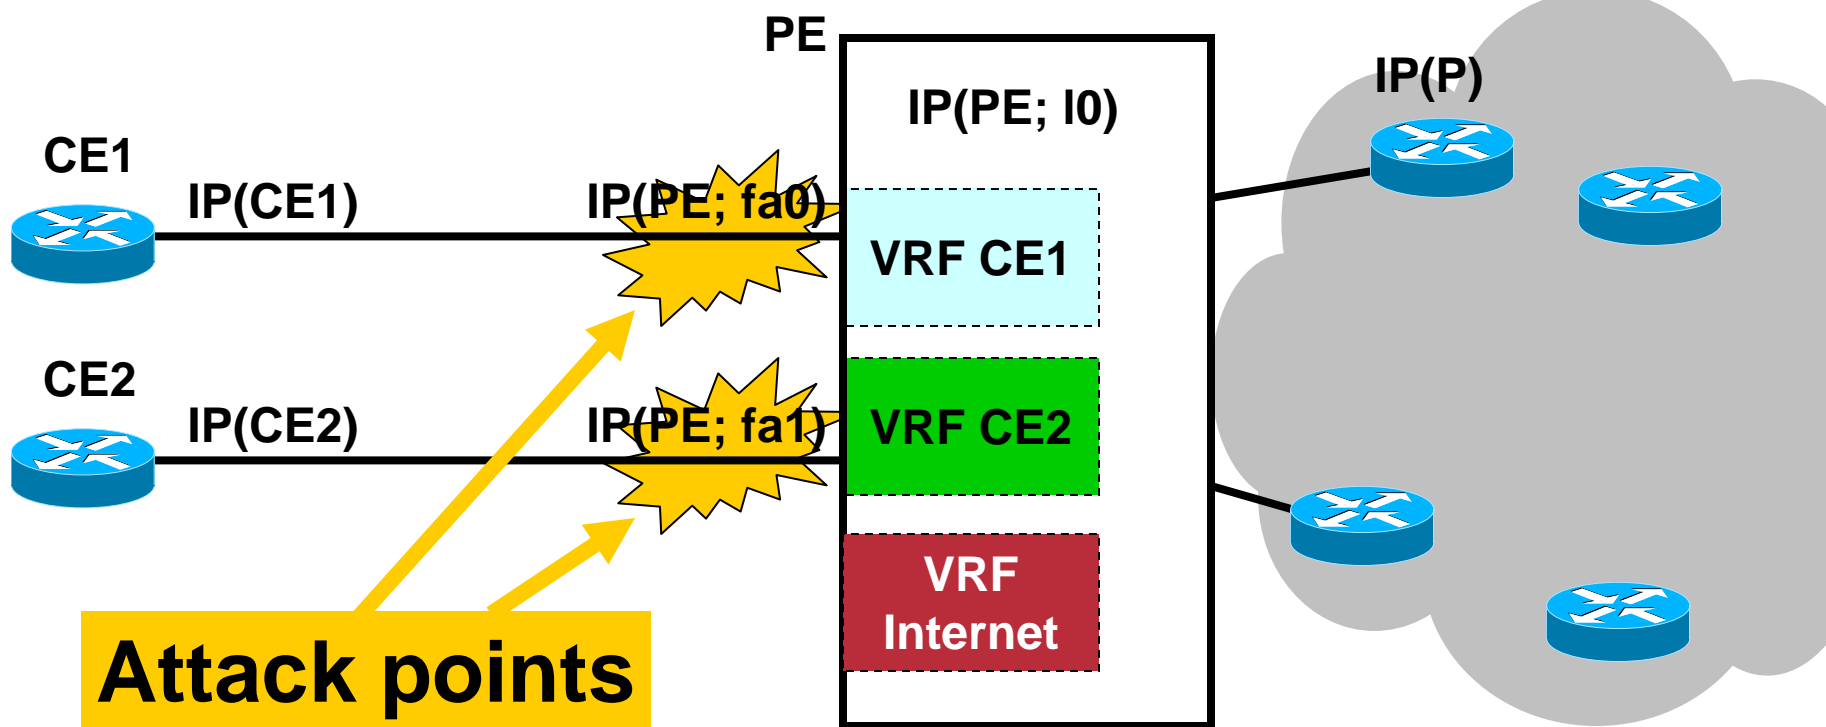 PE
IP(P)
IP(PE; l0)
CE1
IP(CE1)
IP(PE; fa0)
VRF CE1
CE2
IP(CE2)
IP(PE; fa1)
VRF CE2
VRF
Internet
Attack points